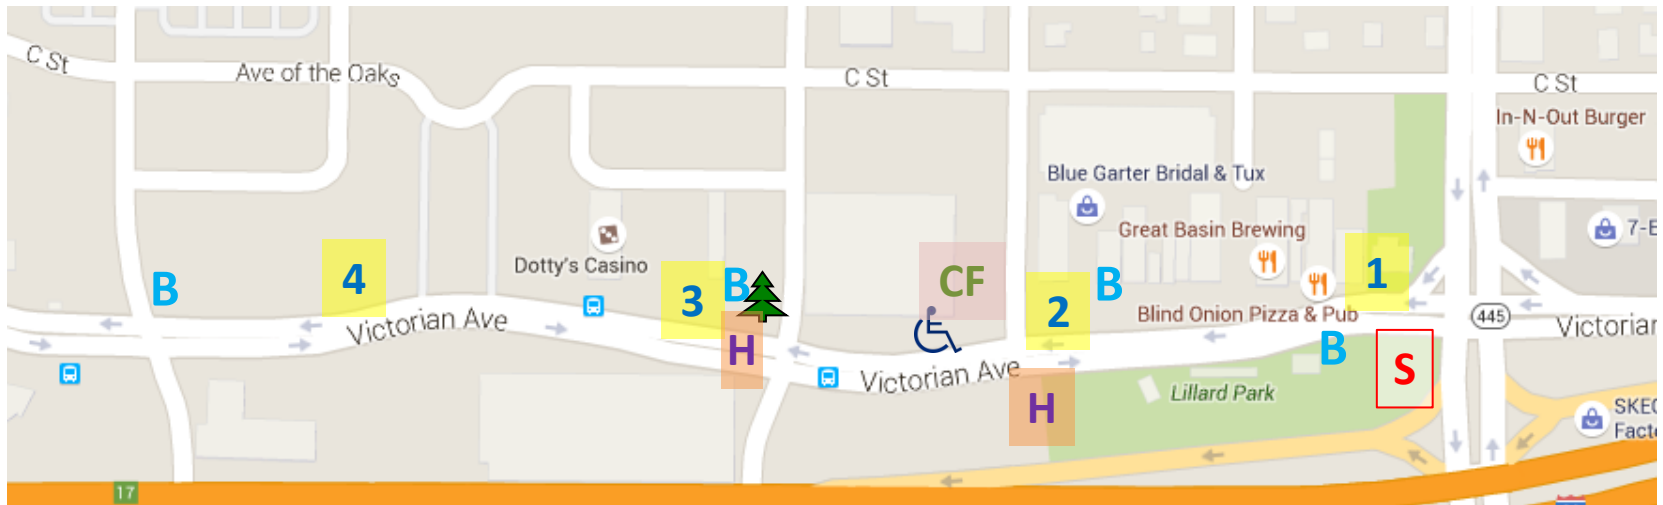 C St
Ave of the Oaks
C St
C St
In-N-Out Burger
Blue Garter Bridal & Tux
Great Basin Brewing
7-E
Dotty's Casino
B
4
3
B
CF
2
B
1
Blind Onion Pizza & Pub
445
Victorian Ave
Victorian
H
B
S
Victorian Ave
H
Lillard Park
SKEC
Facto
17